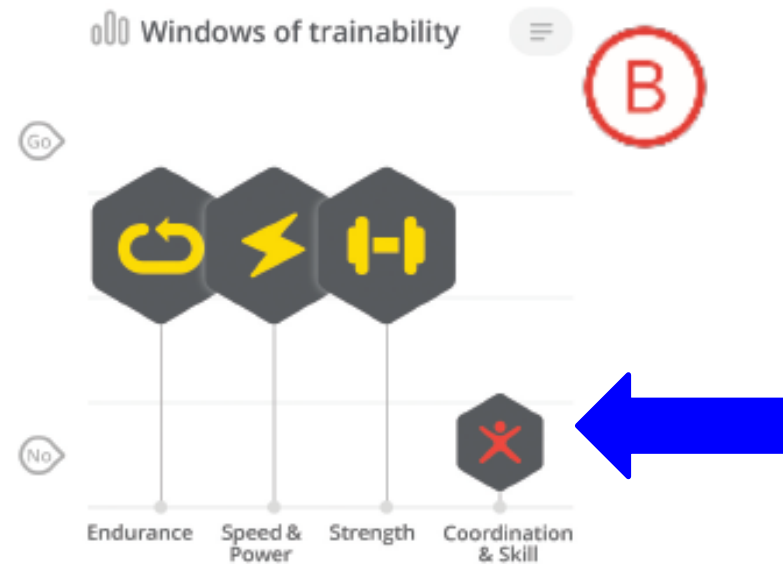 Windows of trainability
B
Go
No
Endurance
Speed &
Power
Strength
Coordination
& Skill